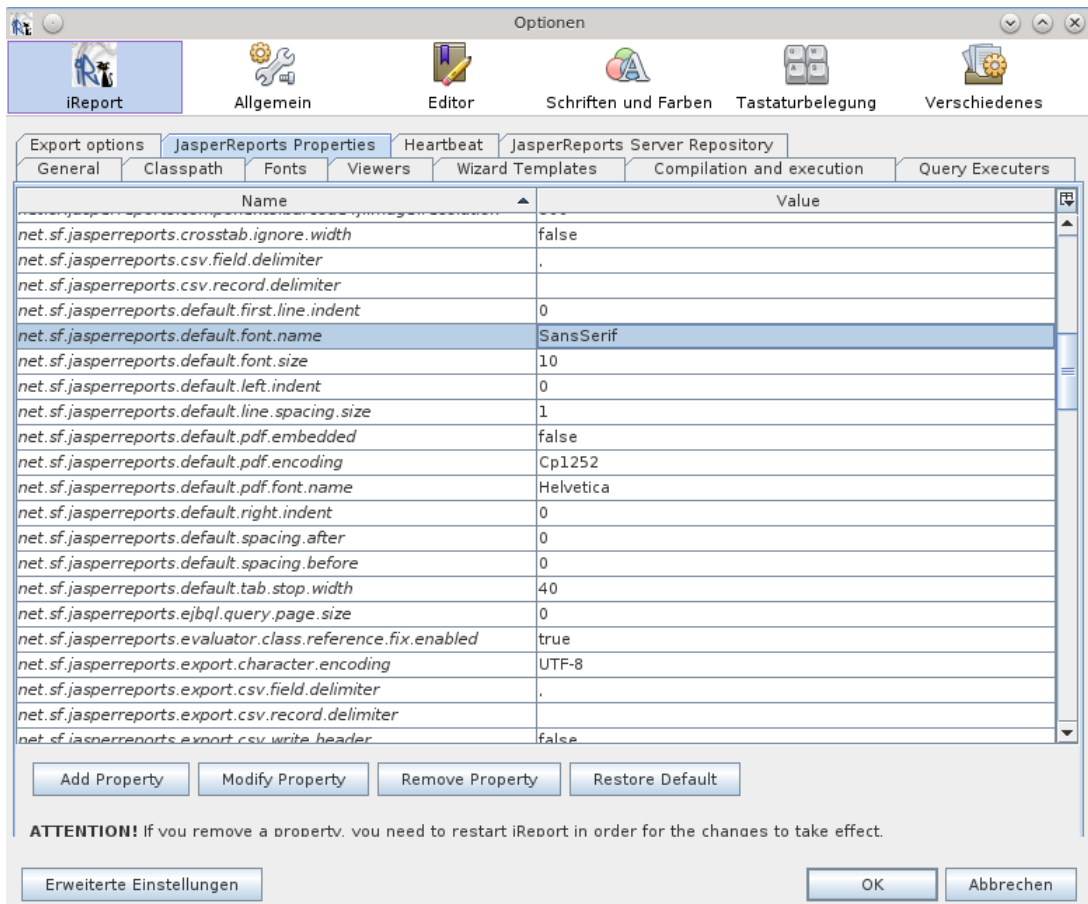 Optionen
iReport Allgemein Editor Schriften und Farben Tastaturbelegung Verschiedenes
Export options JasperReports Properties Heartbeat JasperReports Server Repository
General Classpath Fonts Viewers Wizard Templates Compilation and execution Query Executers
Name Value
net.sf.jasperreports.crosstab.ignore.width false
net.sf.jasperreports.csv.field.delimiter ,
net.sf.jasperreports.csv.record.delimiter
net.sf.jasperreports.default.first.line.indent 0
net.sf.jasperreports.default.font.name SansSerif
net.sf.jasperreports.default.font.size 10
net.sf.jasperreports.default.left.indent 0
net.sf.jasperreports.default.line.spacing.size 1
net.sf.jasperreports.default.pdf.embedded false
net.sf.jasperreports.default.pdf.encoding Cp1252
net.sf.jasperreports.default.pdf.font.name Helvetica
net.sf.jasperreports.default.right.indent 0
net.sf.jasperreports.default.spacing.after 0
net.sf.jasperreports.default.spacing.before 0
net.sf.jasperreports.default.tab.stop.width 40
net.sf.jasperreports.ejbql.query.page.size 0
net.sf.jasperreports.evaluator.class.reference.fix.enabled true
net.sf.jasperreports.export.character.encoding UTF-8
net.sf.jasperreports.export.csv.field.delimiter ,
net.sf.jasperreports.export.csv.record.delimiter
net.sf.jasperreports.export.csv.write.header false
Add Property Modify Property Remove Property Restore Default
ATTENTION! If you remove a property, you need to restart iReport in order for the changes to take effect.
Erweiterte Einstellungen OK Abbrechen